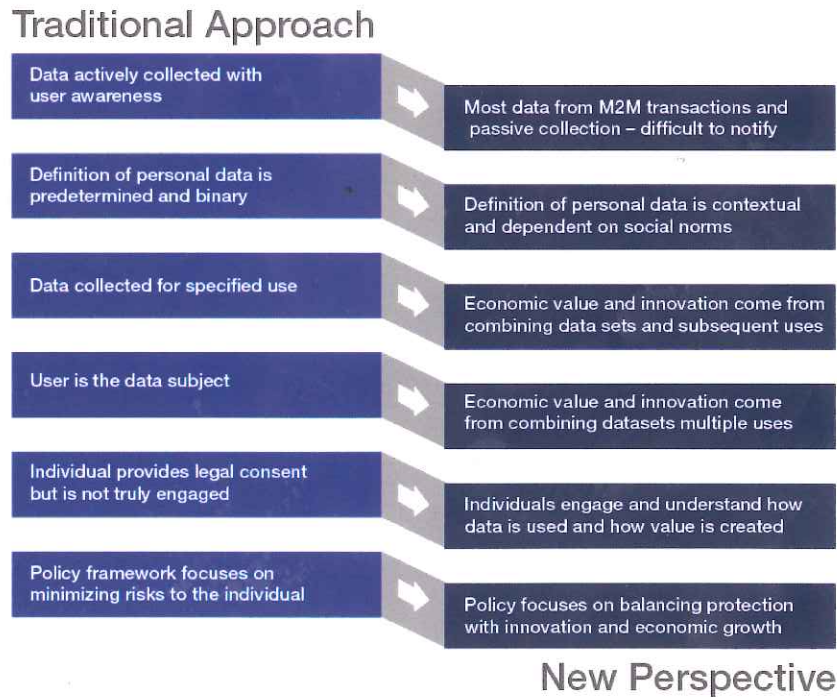 Traditional Approach
Data actively collected with
user awareness
Most data from M2M transactions and
passive collection – difficult to notify
Definition of personal data is
predetermined and binary
Definition of personal data is contextual
and dependent on social norms
Data collected for specified use
Economic value and innovation come from
combining data sets and subsequent uses
User is the data subject
Economic value and innovation come
from combining datasets multiple uses
Individual provides legal consent
but is not truly engaged
Individuals engage and understand how
data is used and how value is created
Policy framework focuses on
minimizing risks to the individual
Policy focuses on balancing protection
with innovation and economic growth
New Perspective